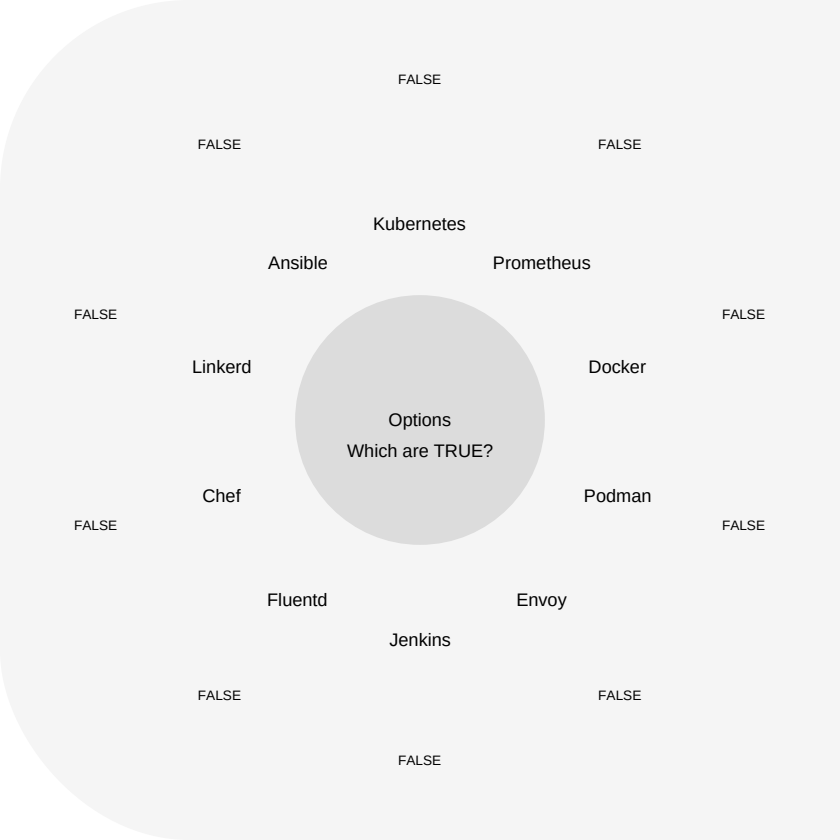 FALSE
FALSE
FALSE
Kubernetes
Ansible
Prometheus
FALSE
FALSE
Linkerd
Docker
Options
Which are TRUE?
Chef
Podman
FALSE
FALSE
Fluentd
Envoy
Jenkins
FALSE
FALSE
FALSE